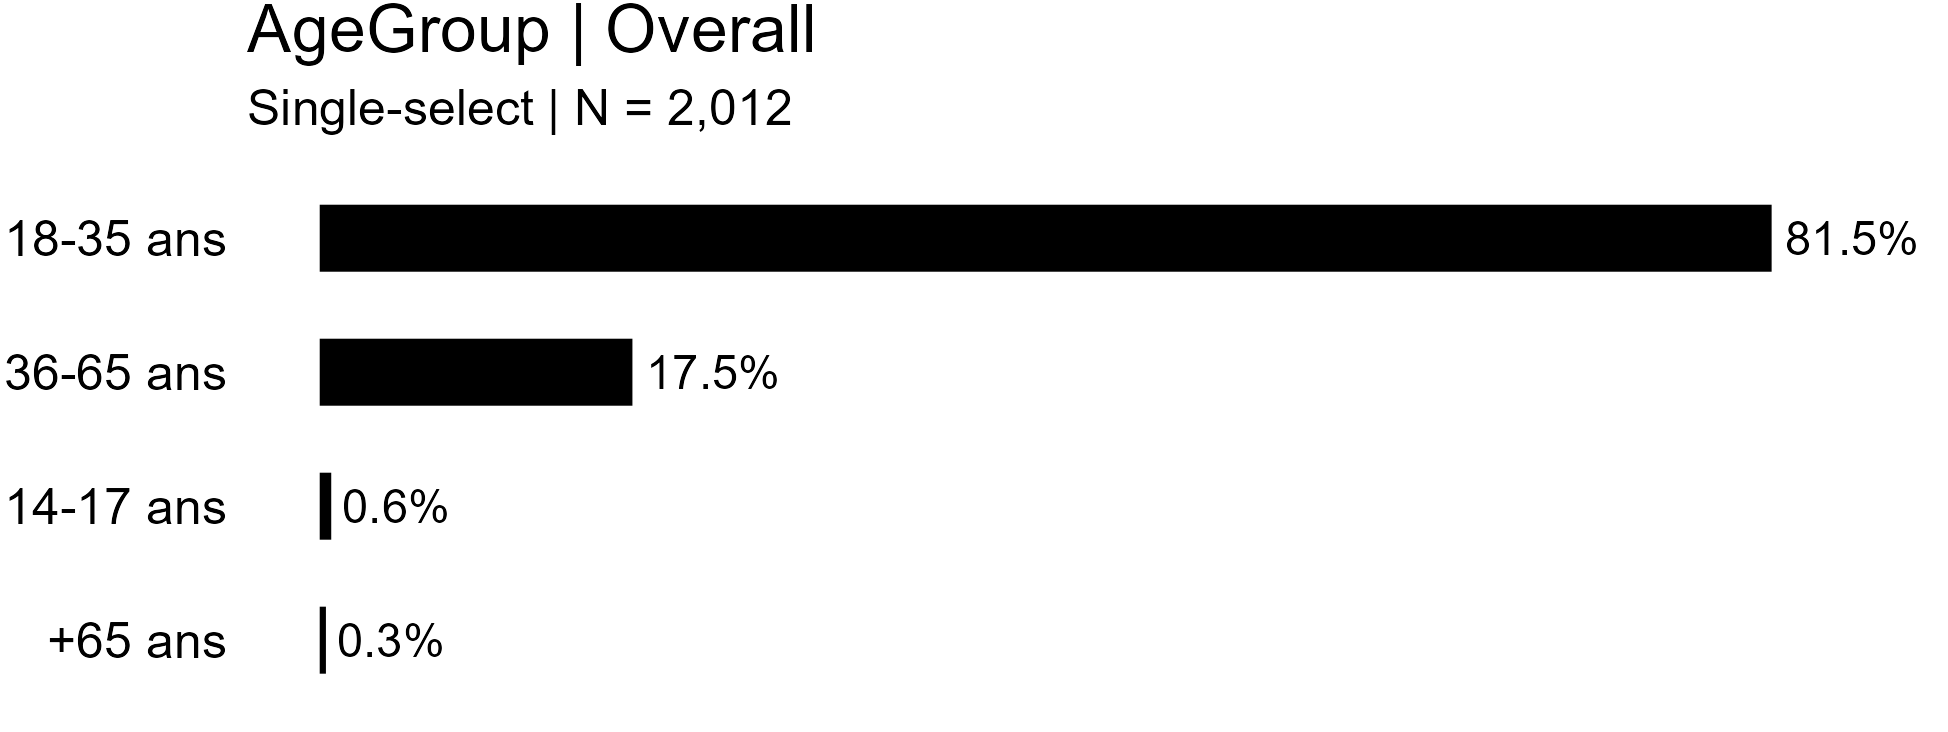 AgeGroup | Overall
Single-select | N = 2,012
18-35 ans 81.5%
36-65 ans 17.5%
14-17 ans 0.6%
+65 ans 0.3%